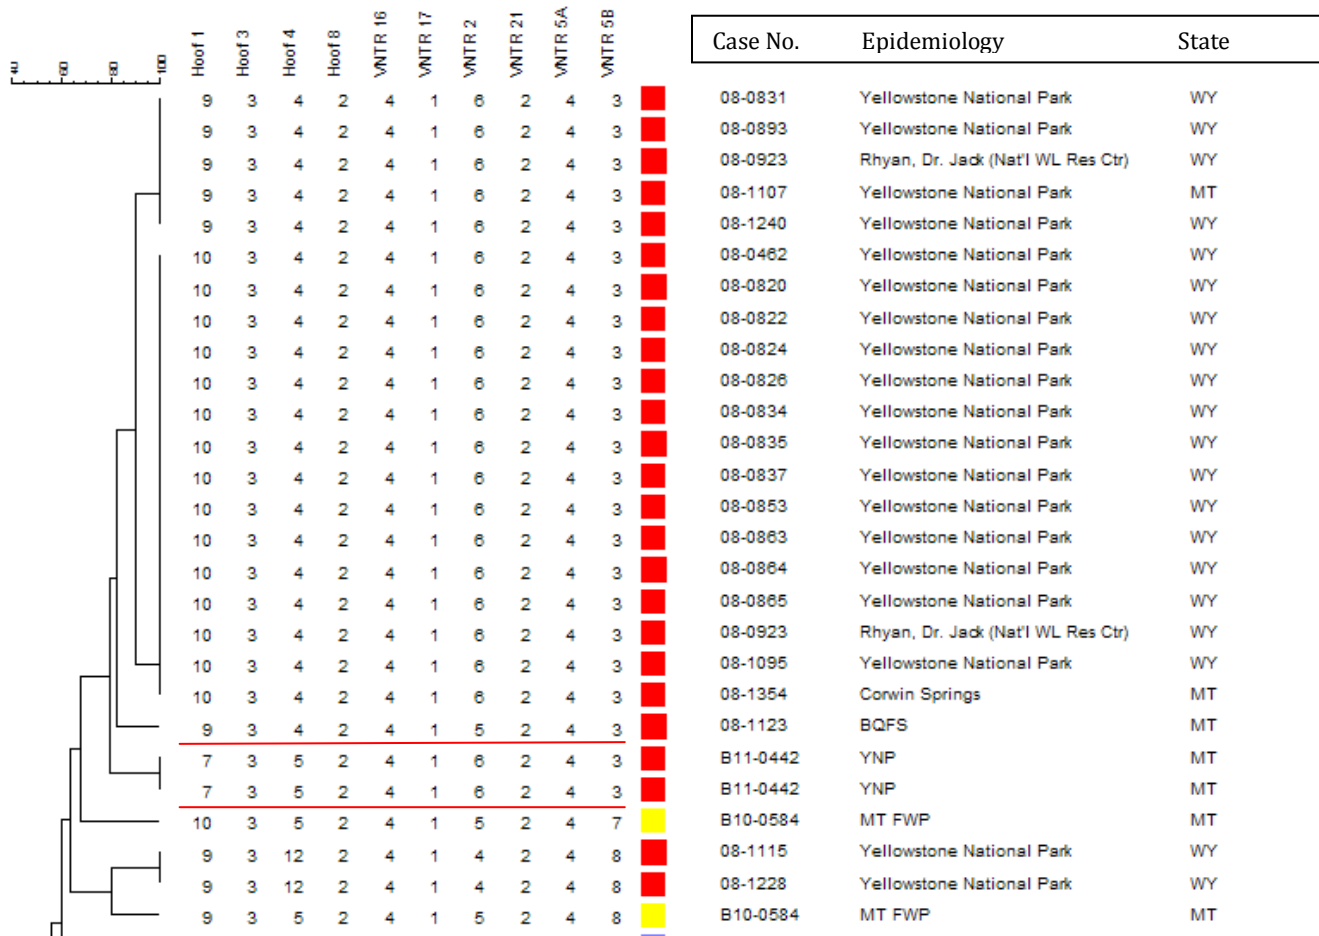 40 60 80 100 Hoof 1 Hoof 3 Hoof 4 Hoof 8 VNTR 16 VNTR 17 VNTR 2 VNTR 21 VNTR 5A VNTR 5B Case No. Epidemiology State
9 3 4 2 4 1 6 2 4 3 08-0831 Yellowstone National Park WY
9 3 4 2 4 1 6 2 4 3 08-0893 Yellowstone National Park WY
9 3 4 2 4 1 6 2 4 3 08-0923 Rhyan, Dr. Jack (Nat'l WL Res Ctr) WY
9 3 4 2 4 1 6 2 4 3 08-1107 Yellowstone National Park MT
9 3 4 2 4 1 6 2 4 3 08-1240 Yellowstone National Park WY
10 3 4 2 4 1 6 2 4 3 08-0462 Yellowstone National Park WY
10 3 4 2 4 1 6 2 4 3 08-0820 Yellowstone National Park WY
10 3 4 2 4 1 6 2 4 3 08-0822 Yellowstone National Park WY
10 3 4 2 4 1 6 2 4 3 08-0824 Yellowstone National Park WY
10 3 4 2 4 1 6 2 4 3 08-0826 Yellowstone National Park WY
10 3 4 2 4 1 6 2 4 3 08-0834 Yellowstone National Park WY
10 3 4 2 4 1 6 2 4 3 08-0835 Yellowstone National Park WY
10 3 4 2 4 1 6 2 4 3 08-0837 Yellowstone National Park WY
10 3 4 2 4 1 6 2 4 3 08-0853 Yellowstone National Park WY
10 3 4 2 4 1 6 2 4 3 08-0863 Yellowstone National Park WY
10 3 4 2 4 1 6 2 4 3 08-0864 Yellowstone National Park WY
10 3 4 2 4 1 6 2 4 3 08-0865 Yellowstone National Park WY
10 3 4 2 4 1 6 2 4 3 08-0923 Rhyan, Dr. Jack (Nat'l WL Res Ctr) WY
10 3 4 2 4 1 6 2 4 3 08-1095 Yellowstone National Park WY
10 3 4 2 4 1 6 2 4 3 08-1354 Corwin Springs MT
9 3 4 2 4 1 5 2 4 3 08-1123 BQFS MT
7 3 5 2 4 1 6 2 4 3 B11-0442 YNP MT
7 3 5 2 4 1 6 2 4 3 B11-0442 YNP MT
10 3 5 2 4 1 5 2 4 7 B10-0584 MT FWP MT
9 3 12 2 4 1 4 2 4 8 08-1115 Yellowstone National Park WY
9 3 12 2 4 1 4 2 4 8 08-1228 Yellowstone National Park WY
9 3 5 2 4 1 5 2 4 8 B10-0584 MT FWP MT